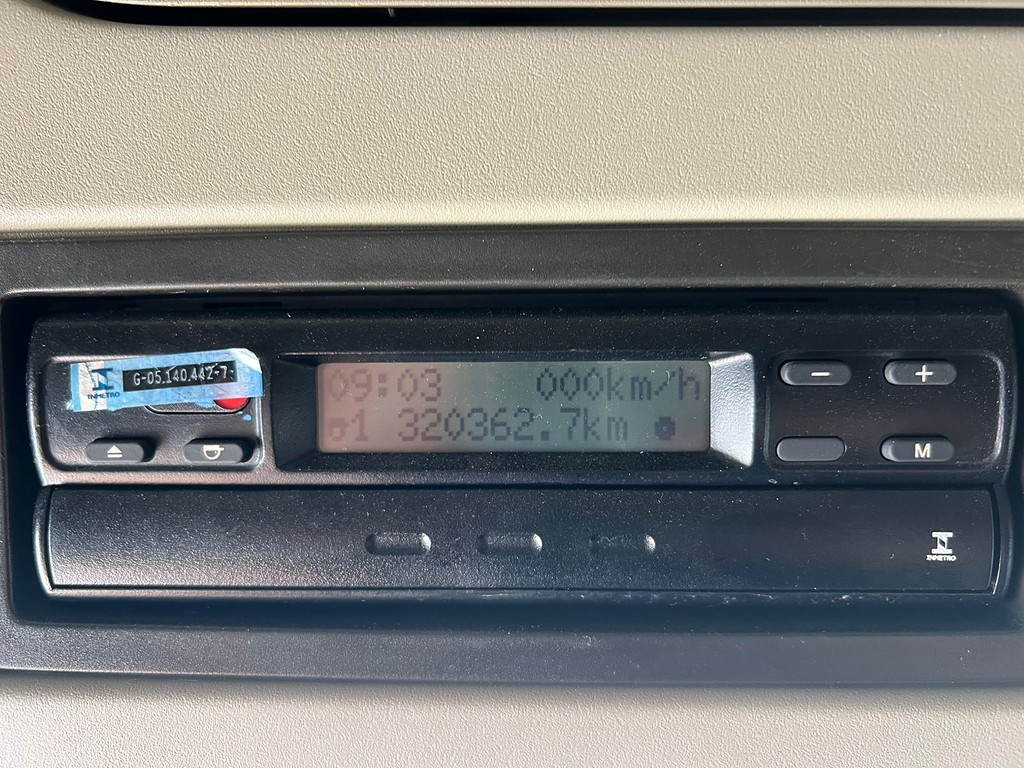 G-05.140.442-7
INMETRO
09:03 000km/h
1 320362.7km
- +
M
INMETRO